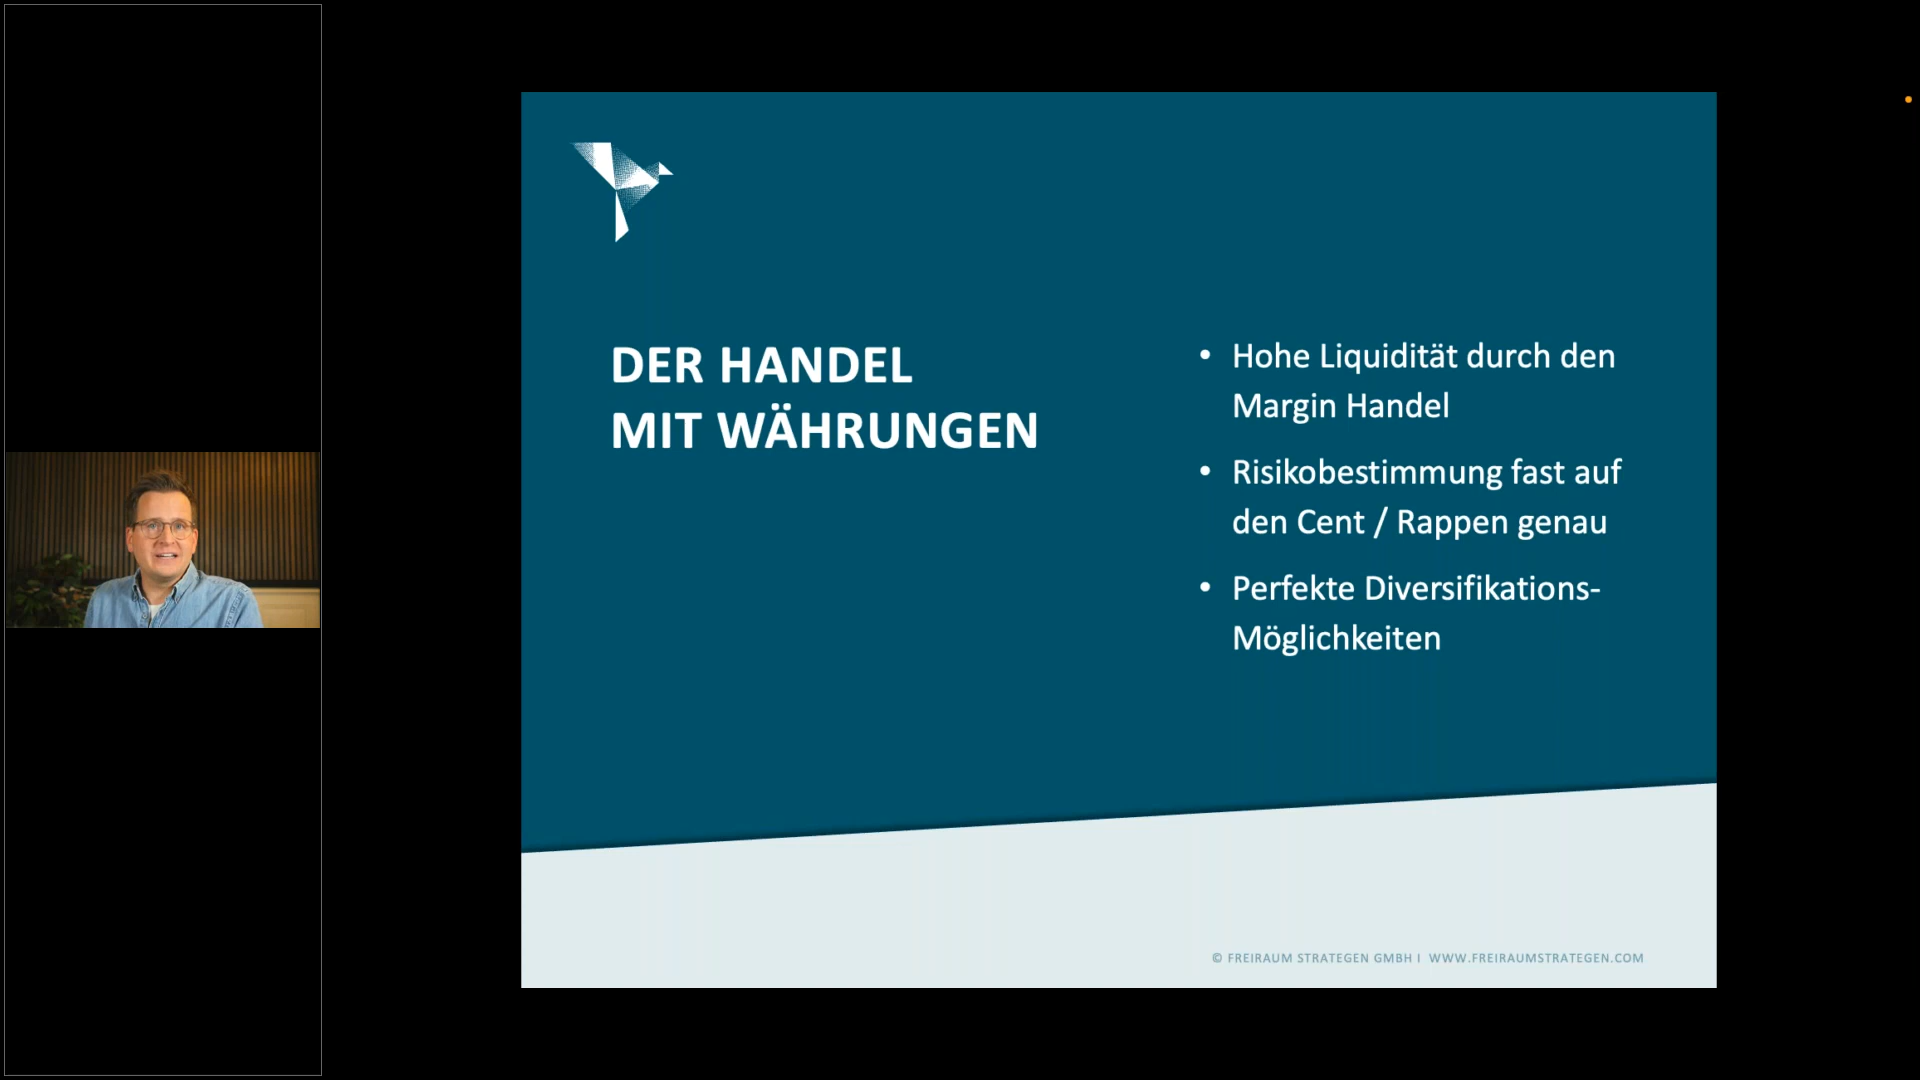 DER HANDEL
MIT WÄHRUNGEN
• Hohe Liquidität durch den
Margin Handel
• Risikobestimmung fast auf
den Cent / Rappen genau
• Perfekte Diversifikations-
Möglichkeiten
© FREIRAUM STRATEGEN GMBH I WWW.FREIRAUMSTRATEGEN.COM